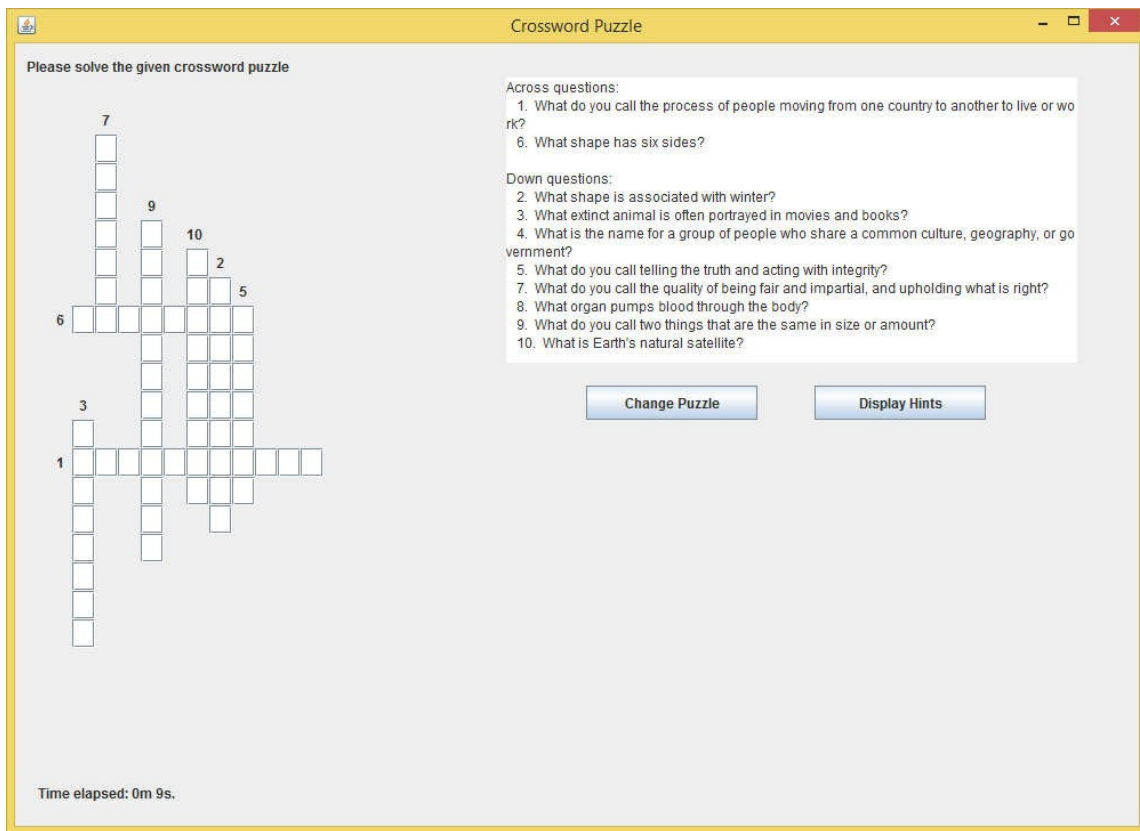 Crossword Puzzle
Please solve the given crossword puzzle
7
9
10
2
5
6
3
1
Across questions:
1. What do you call the process of people moving from one country to another to live or wo
rk?
6. What shape has six sides?
Down questions:
2. What shape is associated with winter?
3. What extinct animal is often portrayed in movies and books?
4. What is the name for a group of people who share a common culture, geography, or go
vernment?
5. What do you call telling the truth and acting with integrity?
7. What do you call the quality of being fair and impartial, and upholding what is right?
8. What organ pumps blood through the body?
9. What do you call two things that are the same in size or amount?
10. What is Earth's natural satellite?
Change Puzzle
Display Hints
Time elapsed: 0m 9s.